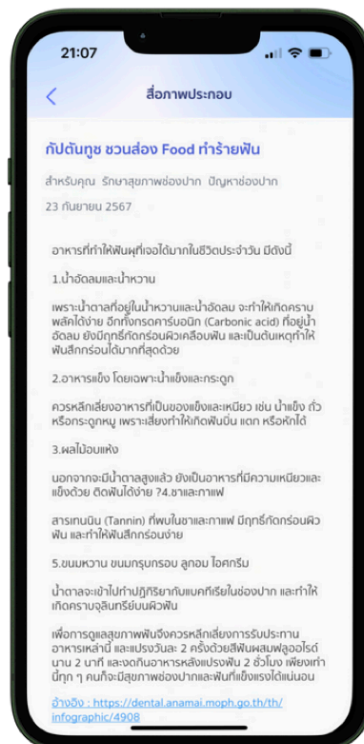 21:07
สื่อภาพประกอบ
กัปตันทูช ชวนส่อง Food ทำร้ายฟัน
สำหรับคุณ รักษาสุขภาพช่องปาก ปัญหาช่องปาก
23 กันยายน 2567
อาหารที่ทำให้ฟันผุที่เจอได้มากในชีวิตประจำวัน มีดังนี้
1.น้ำอัดลมและน้ำหวาน
เพราะน้ำตาลที่อยู่ในน้ำหวานและน้ำอัดลม จะทำให้เกิดคราบ
พลัคได้ง่าย อีกทั้งกรดคาร์บอนิก (Carbonic acid) ที่อยู่น้ำ
อัดลม ยังมีฤทธิ์กัดกร่อนผิวเคลือบฟัน และเป็นต้นเหตุทำให้
ฟันสึกกร่อนได้มากที่สุดด้วย
2.อาหารแข็ง โดยเฉพาะน้ำแข็งและกระดูก
ควรหลีกเลี่ยงอาหารที่เป็นของแข็งและเหนียว เช่น น้ำแข็ง ถั่ว
หรือกระดูกหมู เพราะเสี่ยงทำให้เกิดฟันบิ่น แตก หรือหักได้
3.ผลไม้อบแห้ง
นอกจากจะมีน้ำตาลสูงแล้ว ยังเป็นอาหารที่มีความเหนียวและ
แข็งด้วย ติดฟันได้ง่าย ?4.ชาและกาแฟ
สารเทนนิน (Tannin) ที่พบในชาและกาแฟ มีฤทธิ์กัดกร่อนผิว
ฟัน และทำให้ฟันสึกกร่อนง่าย
5.ขนมหวาน ขนมกรุบกรอบ ลูกอม ไอศกรีม
น้ำตาลจะเข้าไปทำปฏิกิริยากับแบคทีเรียในช่องปาก และทำให้
เกิดคราบจุลินทรีย์บนผิวฟัน
เพื่อการดูแลสุขภาพฟันจึงควรหลีกเลี่ยงการรับประทาน
อาหารเหล่านี้ และแปรงวันละ 2 ครั้งด้วยสีฟันผสมฟลูออไรด์
นาน 2 นาที และงดกินอาหารหลังแปรงฟัน 2 ชั่วโมง เพียงเท่า
นี้ทุก ๆ คนก็จะมีสุขภาพช่องปากและฟันที่แข็งแรงได้แน่นอน
อ้างอิง : https://dental.anamai.moph.go.th/th/
infographic/4908